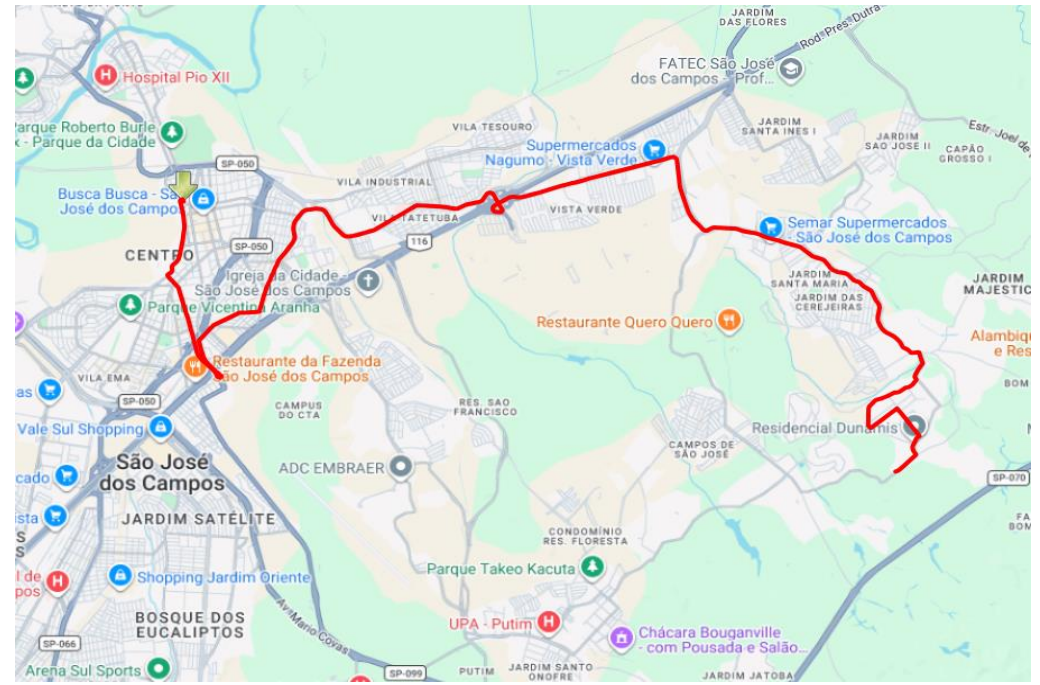 JARDIM
DAS FLORES
Rod. Pres. Dutra
Hospital Pio XII
FATEC São José
dos Campos - Prof...
Parque Roberto Burle
x - Parque da Cidade
VILA TESOURO
JARDIM
SANTA INES I
Supermercados
Nagumo - Vista Verde
JARDIM
SAO JOSE II
Estr. Joel de
CAPÃO
GROSSO I
SP-050
VILA INDUSTRIAL
Busca Busca - Sã
José dos Campos
VILA TATETUBA
VISTA VERDE
Semar Supermercados
São José dos Campos
116
SP-050
CENTRO
Igreja da Cidade -
São José dos Campos
JARDIM
SANTA MARIA
JARDIM DAS
CEREJEIRAS
JARDIM
MAJESTIC
Parque Vicentina Aranha
Restaurante Quero Quero
Alambiq
e Res
Restaurante da Fazenda
São José dos Campos
VILA EMA
BOM
as
SP-050
CAMPUS
DO CTA
RES. SAO
FRANCISCO
Vale Sul Shopping
Residencial Dunamis
CAMPOS DE
SÃO JOSÉ
São José
dos Campos
ADC EMBRAER
cado
SP-070
ista
JARDIM SATÉLITE
FA
BOM
S
S
CONDOMÍNIO
RES. FLORESTA
l de
pos
Shopping Jardim Oriente
Parque Takeo Kacuta
Av. Mario Covas
BOSQUE DOS
EUCALIPTOS
UPA - Putim
Chácara Bouganville
- com Pousada e Salão...
SP-066
Arena Sul Sports
SP-099
PUTIM
JARDIM SANTO
ONOFRE
JARDIM JATOBA